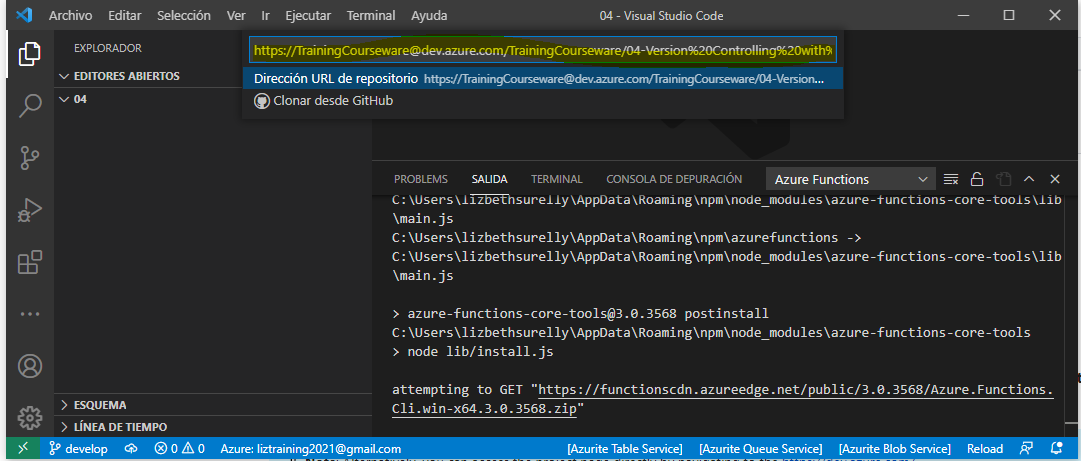 Archivo Editar Selección Ver Ir Ejecutar Terminal Ayuda 04 - Visual Studio Code
EXPLORADOR
https://TrainingCourseware@dev.azure.com/TrainingCourseware/04-Version%20Controlling%20with%
Dirección URL de repositorio https://TrainingCourseware@dev.azure.com/TrainingCourseware/04-Version...
Clonar desde GitHub
EDITORES ABIERTOS
04
PROBLEMS SALIDA TERMINAL CONSOLA DE DEPURACIÓN Azure Functions
C:\Users\lizbethsurelly\AppData\Roaming\npm\node_modules\azure-functions-core-tools\lib
\main.js
C:\Users\lizbethsurelly\AppData\Roaming\npm\azurefunctions ->
C:\Users\lizbethsurelly\AppData\Roaming\npm\node_modules\azure-functions-core-tools\lib
\main.js
> azure-functions-core-tools@3.0.3568 postinstall
C:\Users\lizbethsurelly\AppData\Roaming\npm\node_modules\azure-functions-core-tools
> node lib/install.js
attempting to GET "https://functionscdn.azureedge.net/public/3.0.3568/Azure.Functions.
Cli.win-x64.3.0.3568.zip"
ESQUEMA
LÍNEA DE TIEMPO
develop 0 0 Azure: liztraining2021@gmail.com [Azurite Table Service] [Azurite Queue Service] [Azurite Blob Service] Reload